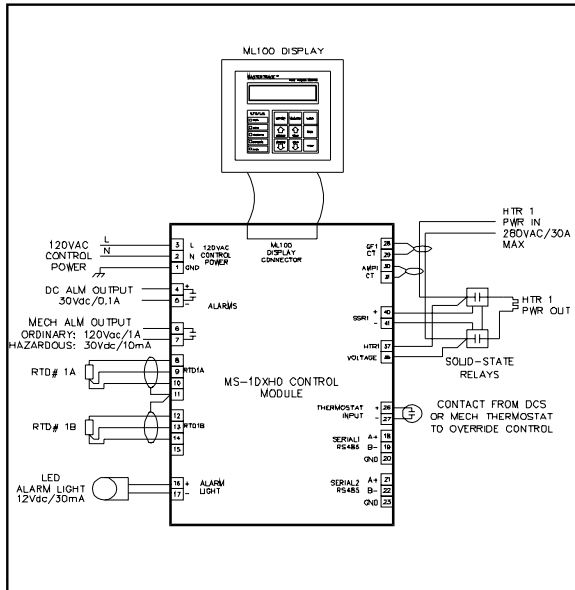 ML100 DISPLAY
MASTERTRACE™
120VAC
CONTROL
POWER
L
N
3 L
2 N
1 GND
120VAC
CONTROL
POWER
ML100
DISPLAY
CONNECTOR
DC ALM OUTPUT
30Vdc/0.1A
4 +
5 -
ALARMS
MECH ALM OUTPUT
ORDINARY: 120Vac/1A
HAZARDOUS: 30Vdc/10mA
6
7
RTD# 1A
8
9
10
11
RTD1A
RTD# 1B
12
13
14
15
RTD1B
LED
ALARM LIGHT
12Vdc/30mA
16 +
17 -
ALARM
LIGHT
MS-1DXH0 CONTROL
MODULE
GF1
CT
28
29
AMP1
CT
30
31
SSR1
+ 40
- 41
HTR1
VOLTAGE
37
THERMOSTAT
INPUT
+ 26
- 27
SERIAL1
RS485
A+ 18
B- 19
GND 20
SERIAL2
RS485
A+ 21
B- 22
GND 23
HTR 1
PWR IN
280VAC/30A
MAX
HTR 1
PWR OUT
SOLID-STATE
RELAYS
CONTACT FROM DCS
OR MECH THERMOSTAT
TO OVERRIDE CONTROL